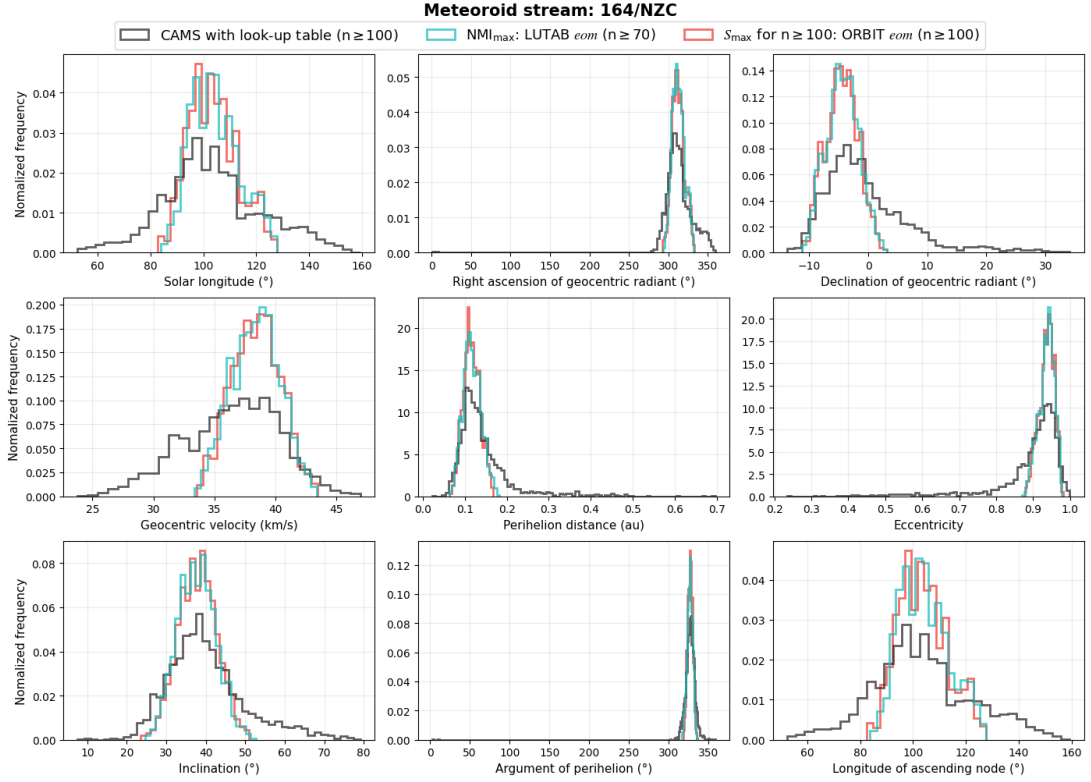 Meteoroid stream: 164/NZC
CAMS with look-up table (n ≥ 100)
NMImax: LUTAB eom (n ≥ 70)
Smax for n ≥ 100: ORBIT eom (n ≥ 100)
Nomalized frequency
0.00 0.01 0.02 0.03 0.04
60 80 100 120 140 160
Solar longitude (°)
0.00 0.01 0.02 0.03 0.04 0.05
0 50 100 150 200 250 300 350
Right ascension of geocentric radiant (°)
0.00 0.02 0.04 0.06 0.08 0.10 0.12 0.14
−10 0 10 20 30
Declination of geocentric radiant (°)
Nomalized frequency
0.000 0.025 0.050 0.075 0.100 0.125 0.150 0.175 0.200
25 30 35 40 45
Geocentric velocity (km/s)
0 5 10 15 20
0.0 0.1 0.2 0.3 0.4 0.5 0.6 0.7
Perihelion distance (au)
0.0 2.5 5.0 7.5 10.0 12.5 15.0 17.5 20.0
0.2 0.3 0.4 0.5 0.6 0.7 0.8 0.9 1.0
Eccentricity
Nomalized frequency
0.00 0.02 0.04 0.06 0.08
10 20 30 40 50 60 70 80
Inclination (°)
0.00 0.02 0.04 0.06 0.08 0.10 0.12
0 50 100 150 200 250 300 350
Argument of perihelion (°)
0.00 0.01 0.02 0.03 0.04
60 80 100 120 140 160
Longitude of ascending node (°)